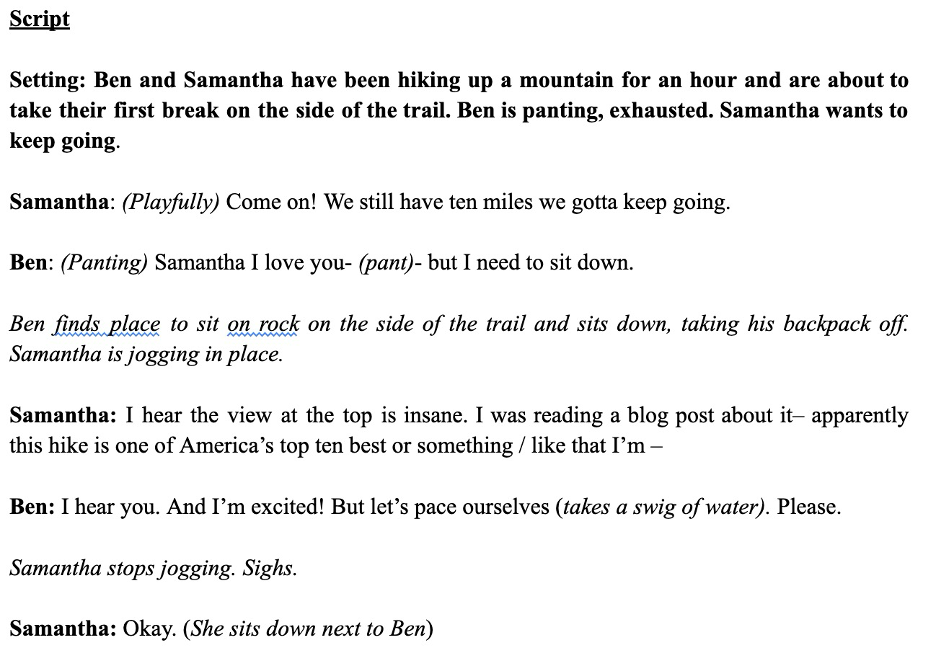 Script
Setting: Ben and Samantha have been hiking up a mountain for an hour and are about to
take their first break on the side of the trail. Ben is panting, exhausted. Samantha wants to
keep going.
Samantha: (Playfully) Come on! We still have ten miles we gotta keep going.
Ben: (Panting) Samantha I love you- (pant)- but I need to sit down.
Ben finds place to sit on rock on the side of the trail and sits down, taking his backpack off.
Samantha is jogging in place.
Samantha: I hear the view at the top is insane. I was reading a blog post about it– apparently
this hike is one of America’s top ten best or something / like that I’m –
Ben: I hear you. And I’m excited! But let’s pace ourselves (takes a swig of water). Please.
Samantha stops jogging. Sighs.
Samantha: Okay. (She sits down next to Ben)